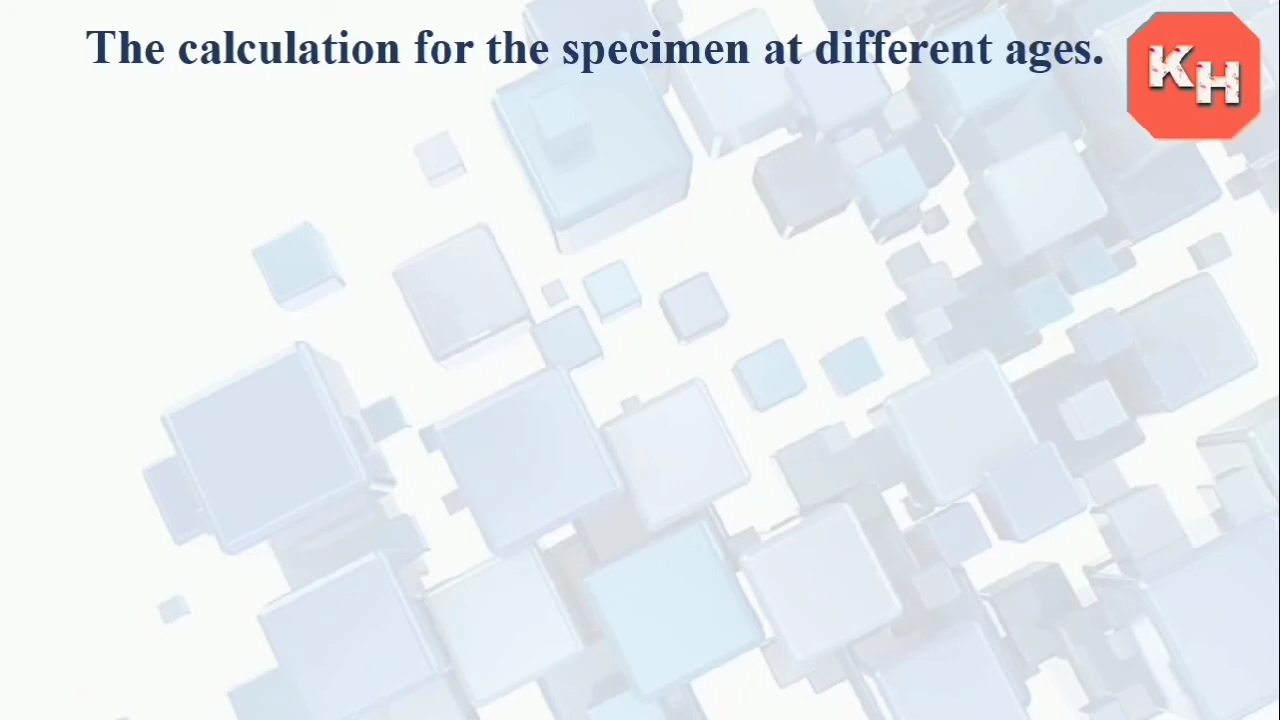 The calculation for the specimen at different ages.
KH